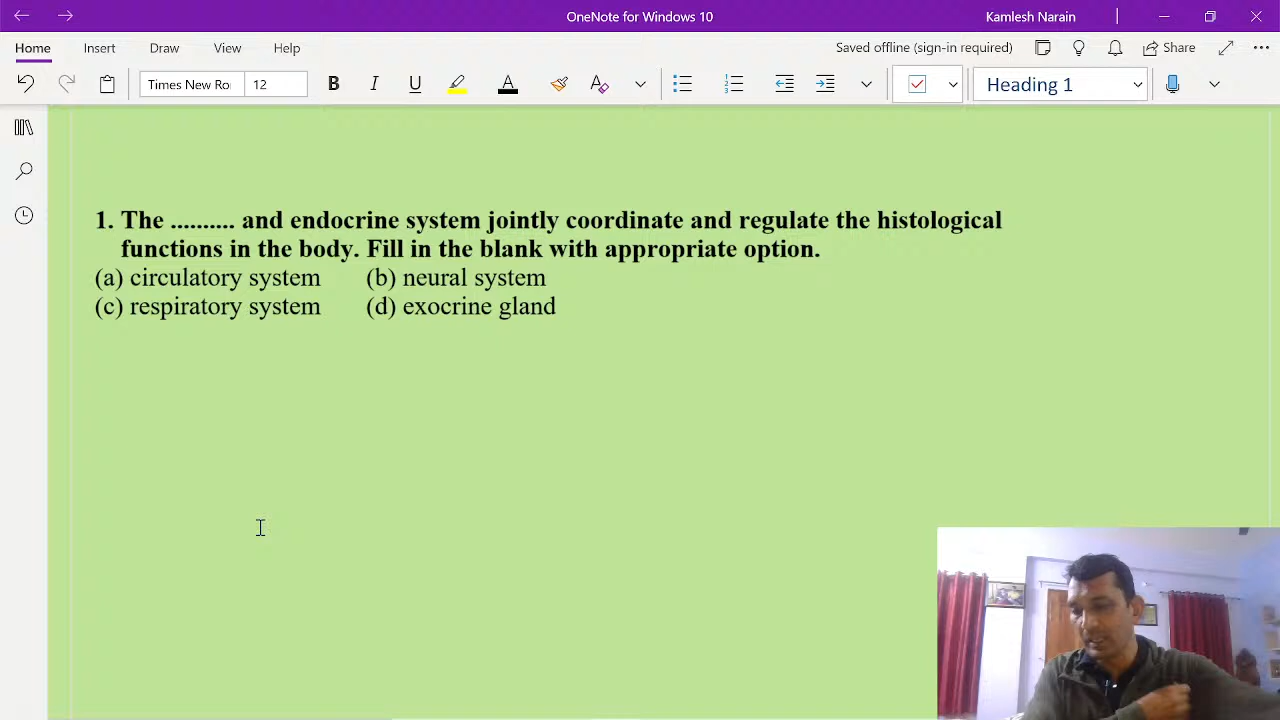 OneNote for Windows 10
Kamlesh Narain
Home Insert Draw View Help
Saved offline (sign-in required)
Share
Times New Ro
12
B I U A A
Heading 1
1. The .......... and endocrine system jointly coordinate and regulate the histological
functions in the body. Fill in the blank with appropriate option.
(a) circulatory system (b) neural system
(c) respiratory system (d) exocrine gland